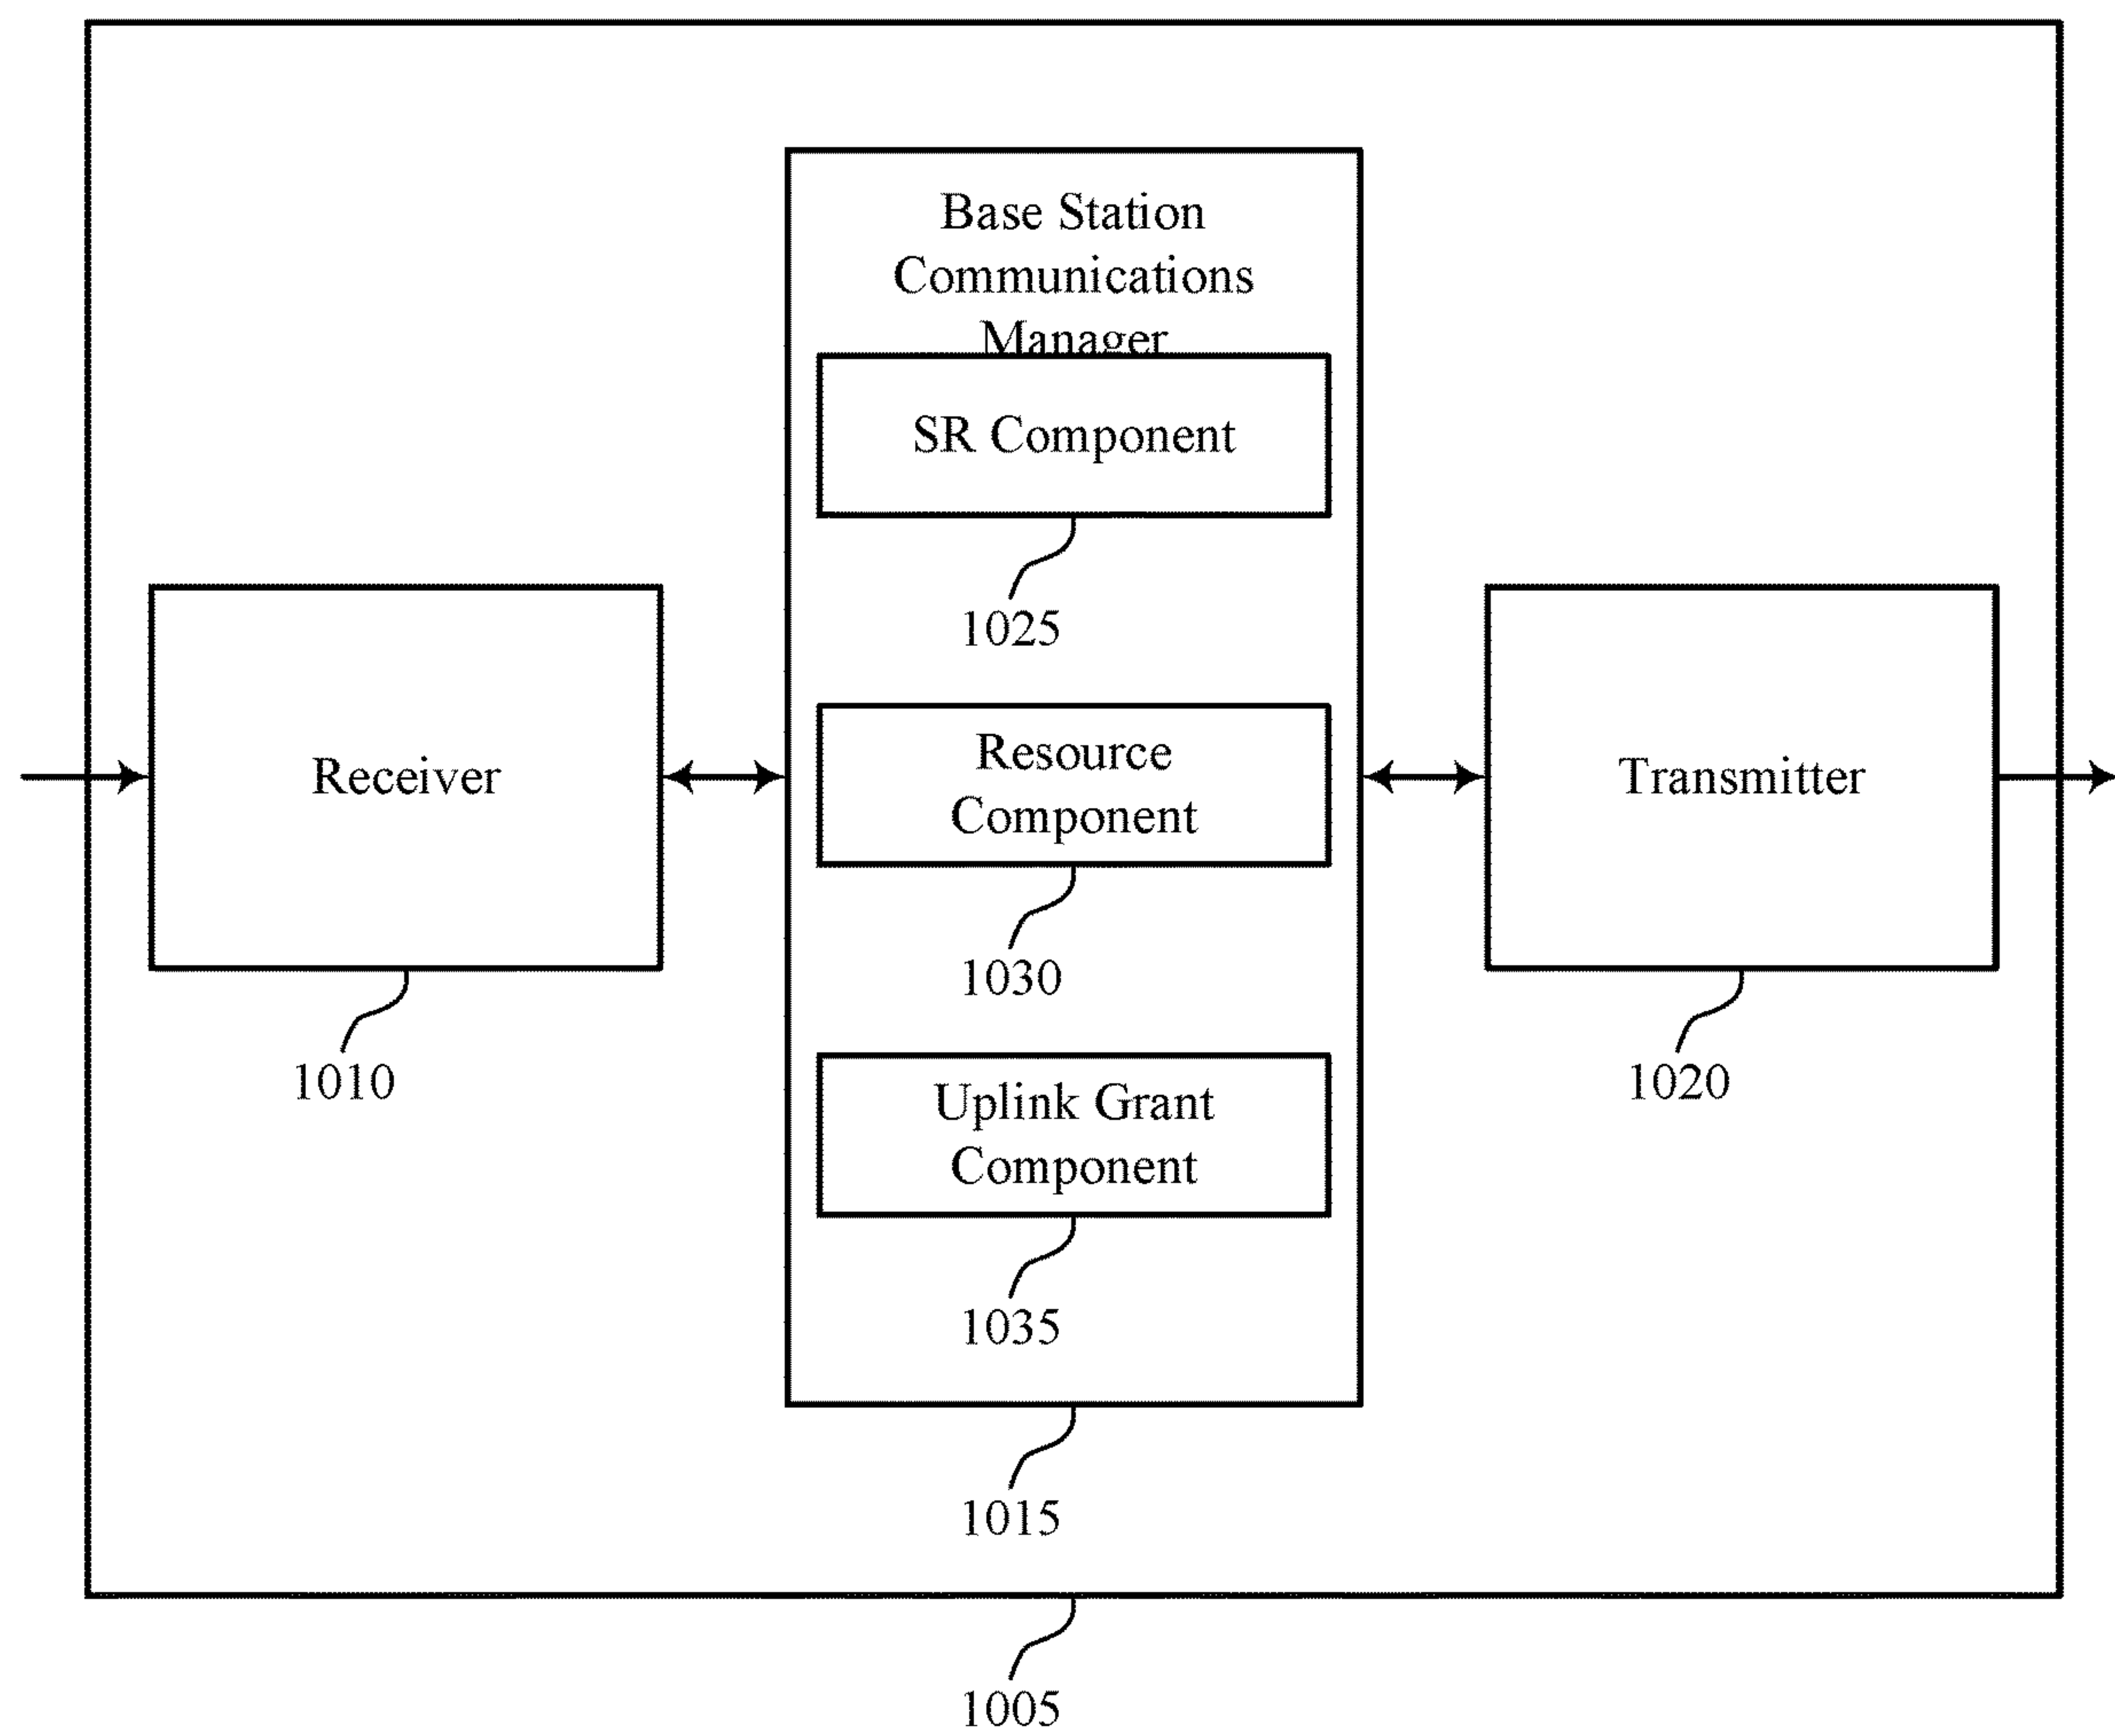 Base Station
Communications
Manager
SR Component
1025
Receiver
1010
Resource
Component
1030
Transmitter
1020
Uplink Grant
Component
1035
1015
1005